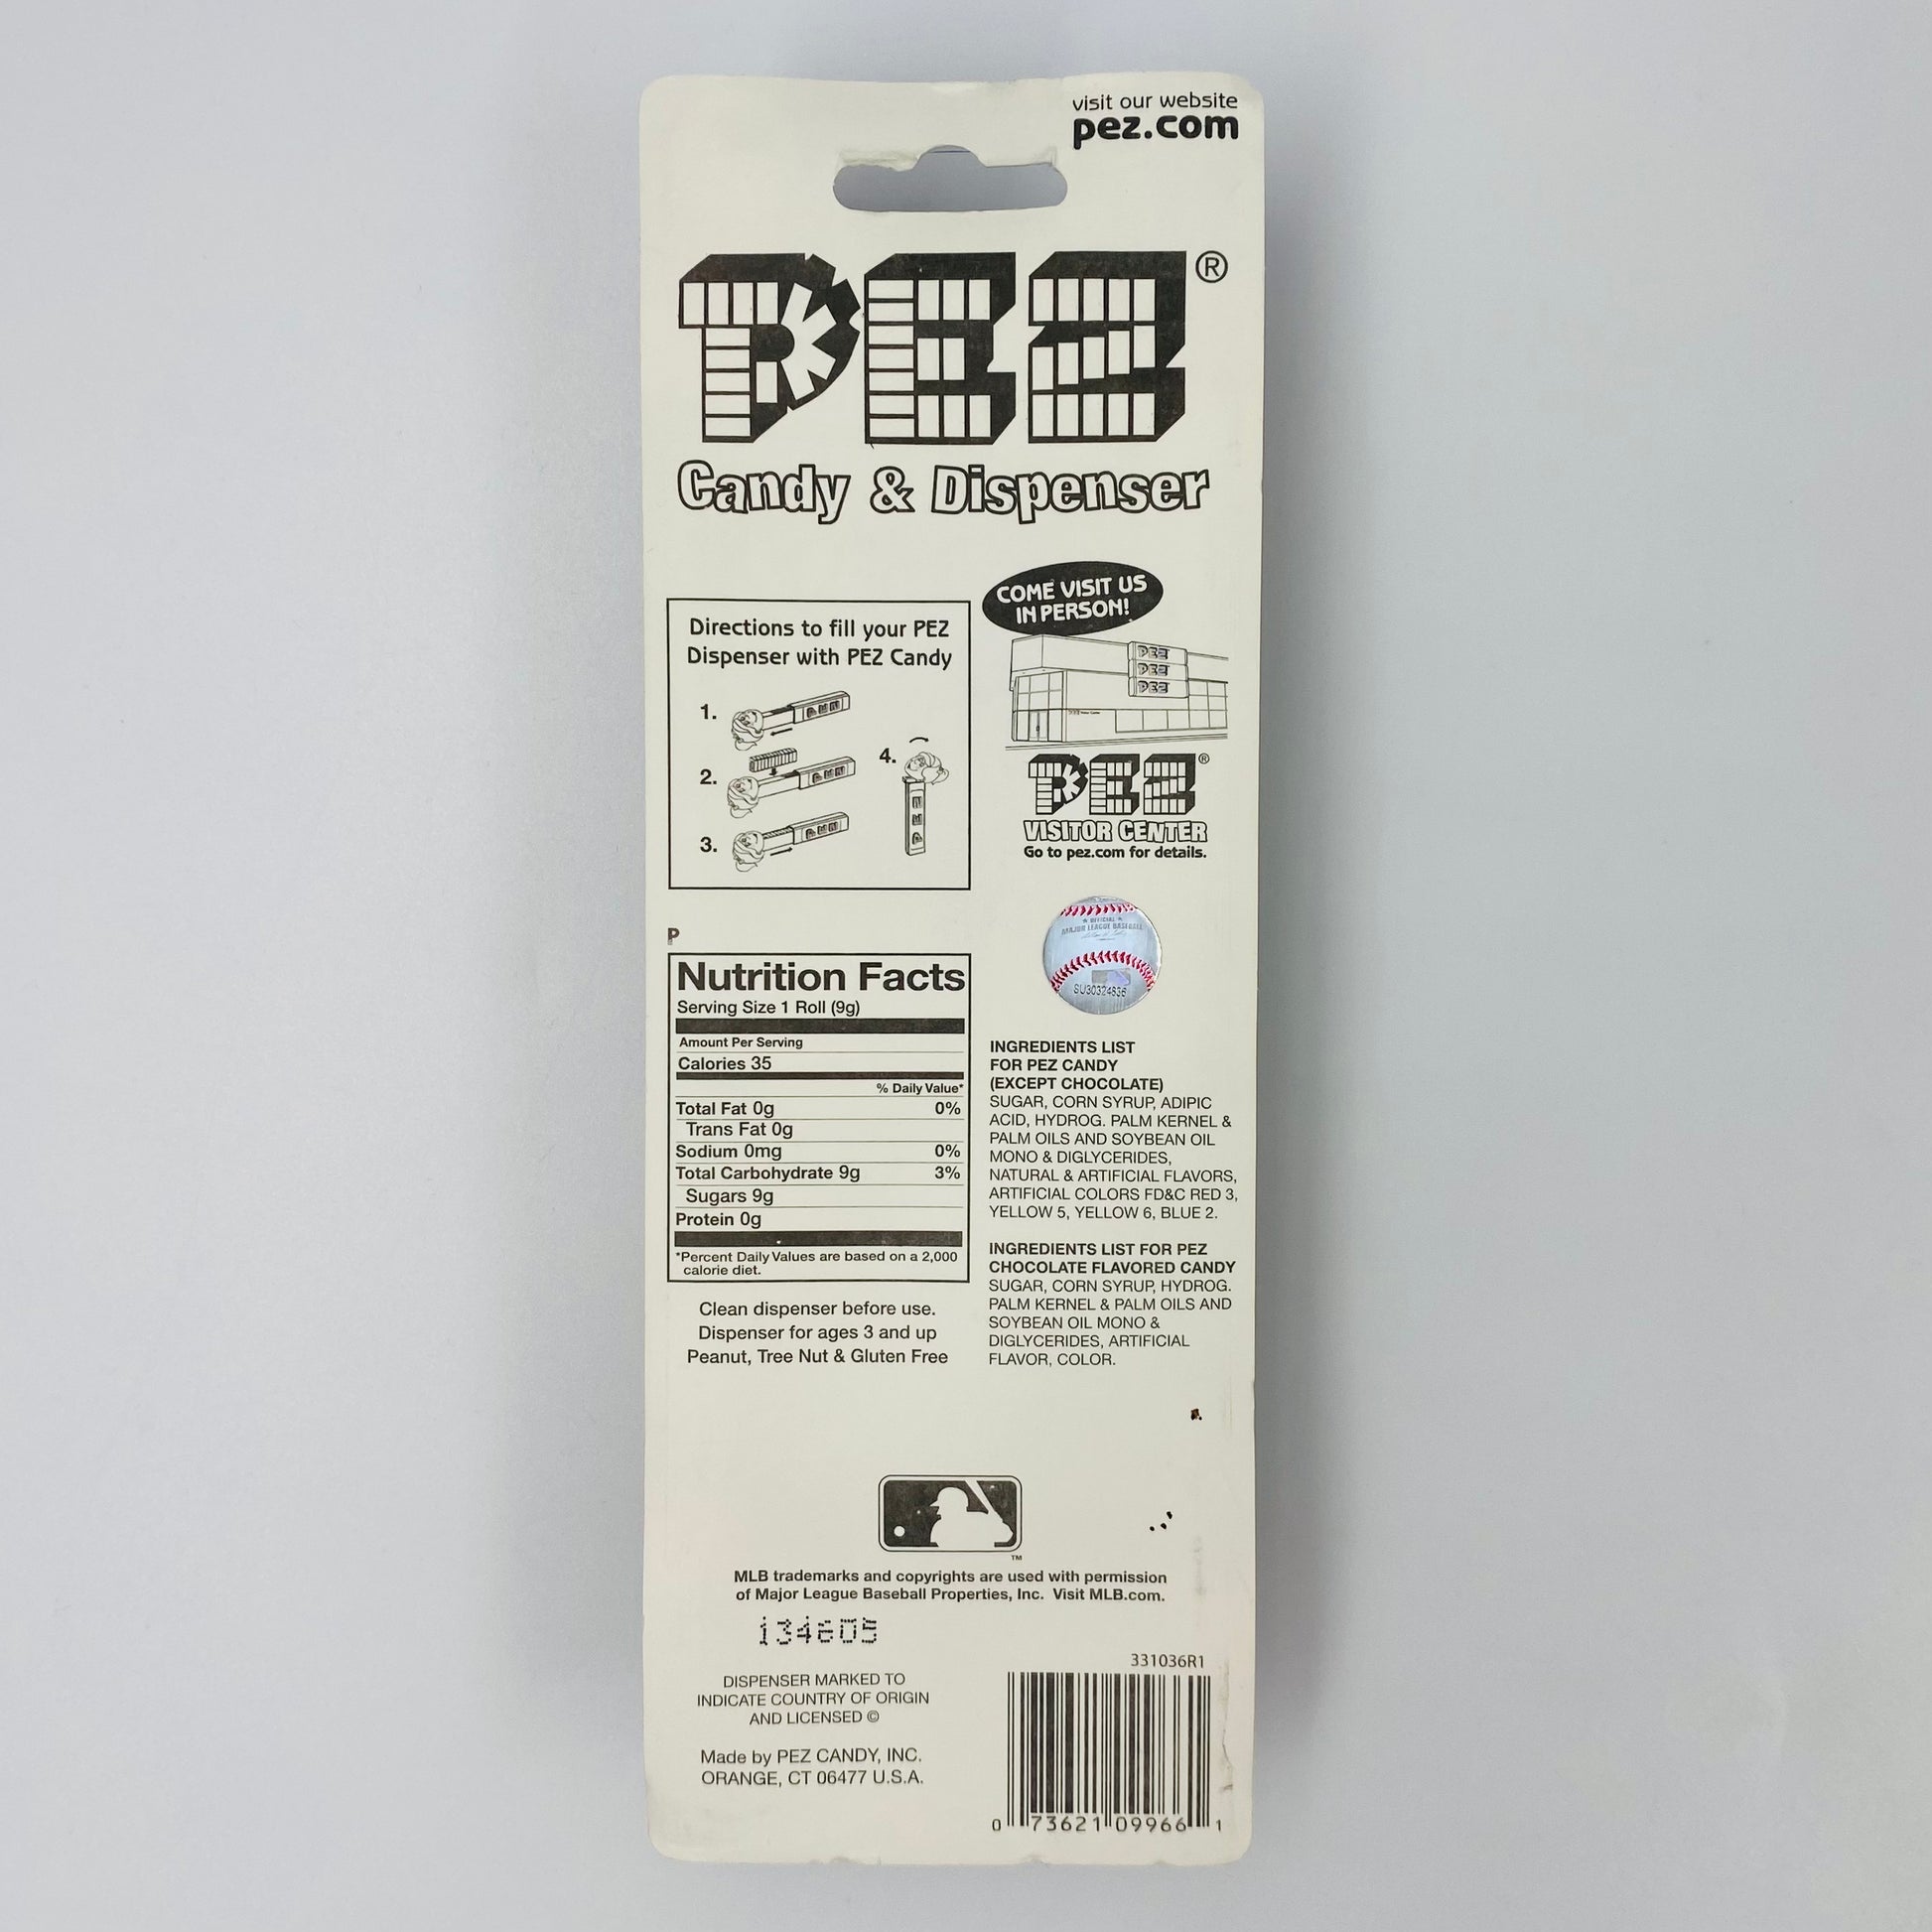 visit our website
pez.com
PEZ®
Candy & Dispenser
Directions to fill your PEZ
Dispenser with PEZ Candy
1.
2.
3.
4.
COME VISIT US
IN PERSON!
PEZ
PEZ
PEZ
PEZ®
VISITOR CENTER
Go to pez.com for details.
P
Nutrition Facts
Serving Size 1 Roll (9g)
Amount Per Serving
Calories 35
% Daily Value*
Total Fat 0g 0%
Trans Fat 0g
Sodium 0mg 0%
Total Carbohydrate 9g 3%
Sugars 9g
Protein 0g
*Percent Daily Values are based on a 2,000
calorie diet.
Clean dispenser before use.
Dispenser for ages 3 and up
Peanut, Tree Nut & Gluten Free
OFFICIAL
MAJOR LEAGUE BASEBALL
SU30324636
INGREDIENTS LIST
FOR PEZ CANDY
(EXCEPT CHOCOLATE)
SUGAR, CORN SYRUP, ADIPIC
ACID, HYDROG. PALM KERNEL &
PALM OILS AND SOYBEAN OIL
MONO & DIGLYCERIDES,
NATURAL & ARTIFICIAL FLAVORS,
ARTIFICIAL COLORS FD&C RED 3,
YELLOW 5, YELLOW 6, BLUE 2.
INGREDIENTS LIST FOR PEZ
CHOCOLATE FLAVORED CANDY
SUGAR, CORN SYRUP, HYDROG.
PALM KERNEL & PALM OILS AND
SOYBEAN OIL MONO &
DIGLYCERIDES, ARTIFICIAL
FLAVOR, COLOR.
TM
MLB trademarks and copyrights are used with permission
of Major League Baseball Properties, Inc. Visit MLB.com.
134605
DISPENSER MARKED TO
INDICATE COUNTRY OF ORIGIN
AND LICENSED ©
Made by PEZ CANDY, INC.
ORANGE, CT 06477 U.S.A.
331036R1
0 73621 09966 1